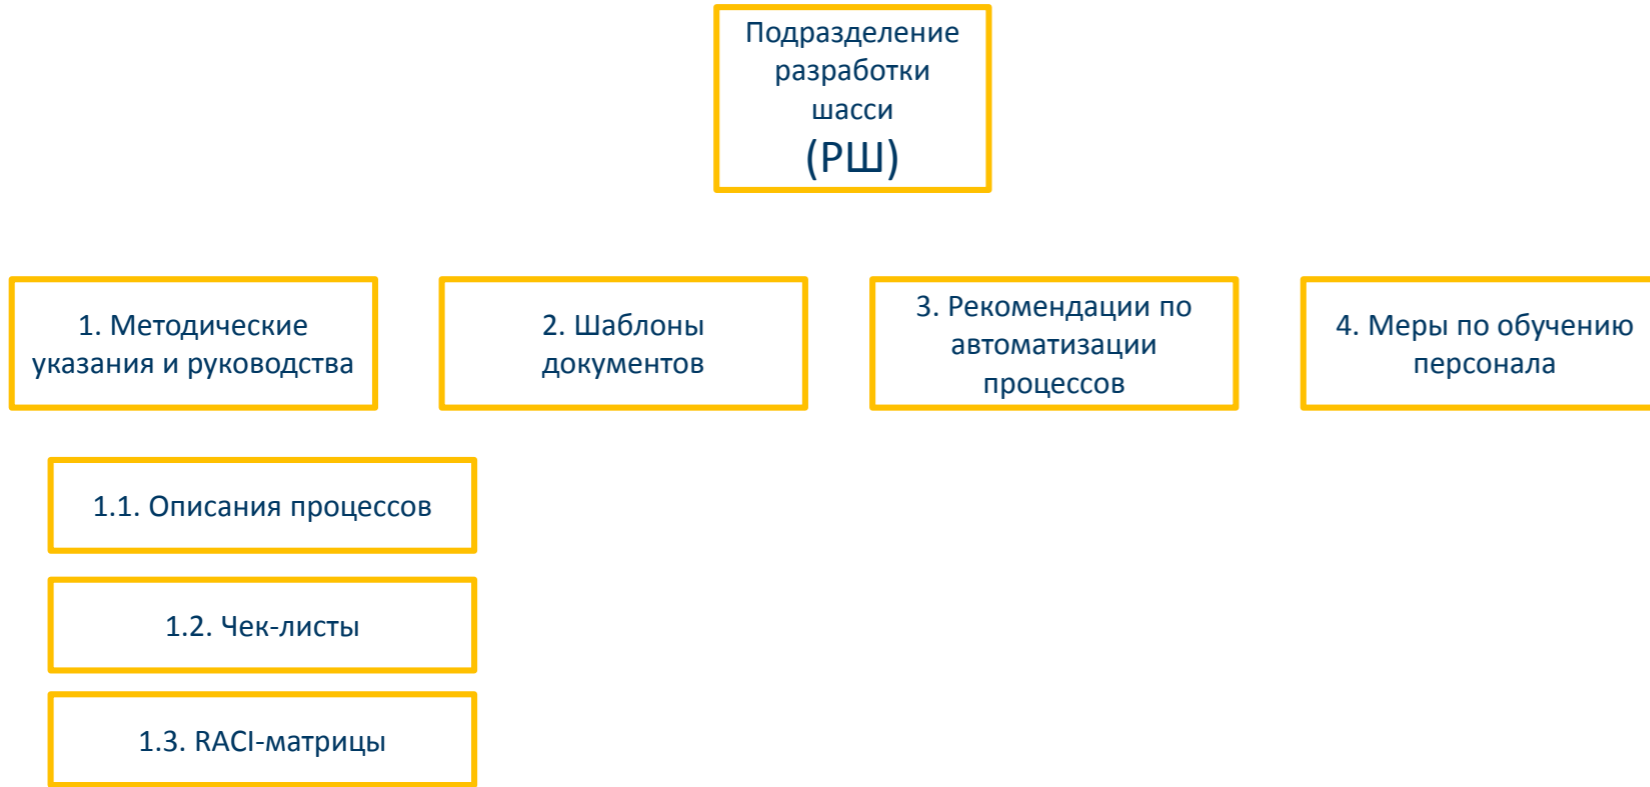 Подразделение
разработки
шасси
(РШ)
1. Методические
указания и руководства
2. Шаблоны
документов
3. Рекомендации по
автоматизации
процессов
4. Меры по обучению
персонала
1.1. Описания процессов
1.2. Чек-листы
1.3. RACI-матрицы